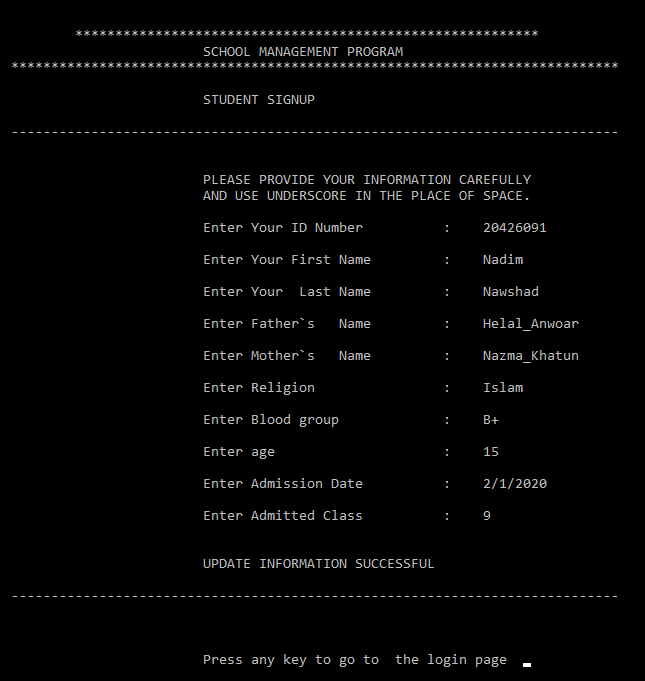 **********************************************************
SCHOOL MANAGEMENT PROGRAM
****************************************************************************
STUDENT SIGNUP
----------------------------------------------------------------------------
PLEASE PROVIDE YOUR INFORMATION CAREFULLY
AND USE UNDERSCORE IN THE PLACE OF SPACE.
Enter Your ID Number          :    20426091
Enter Your First Name         :    Nadim
Enter Your  Last Name         :    Nawshad
Enter Father`s   Name         :    Helal_Anwoar
Enter Mother`s   Name         :    Nazma_Khatun
Enter Religion                :    Islam
Enter Blood group             :    B+
Enter age                     :    15
Enter Admission Date          :    2/1/2020
Enter Admitted Class          :    9
UPDATE INFORMATION SUCCESSFUL
----------------------------------------------------------------------------
Press any key to go to  the login page